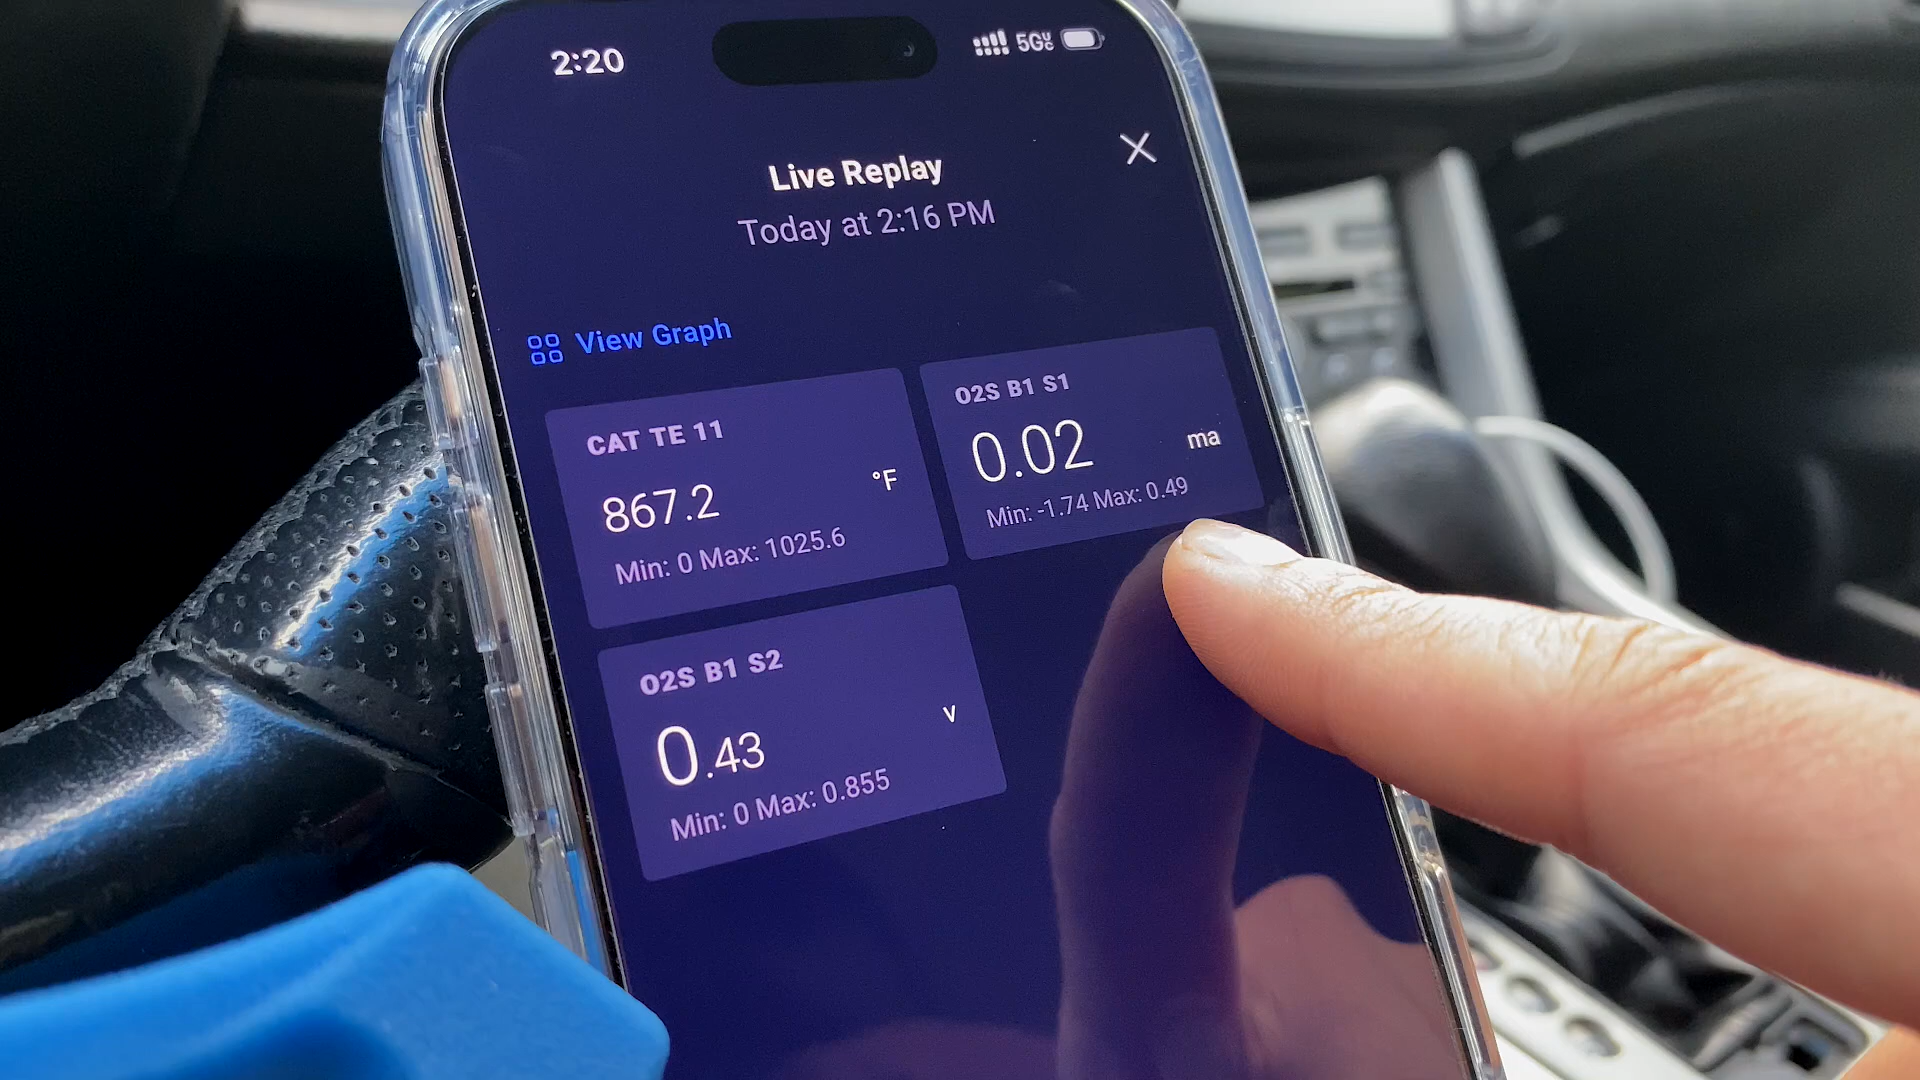 2:20
5G
Live Replay
Today at 2:16 PM
View Graph
CAT TE 11
867.2 °F
Min: 0 Max: 1025.6
O2S B1 S1
0.02 ma
Min: -1.74 Max: 0.49
O2S B1 S2
0.43 v
Min: 0 Max: 0.855